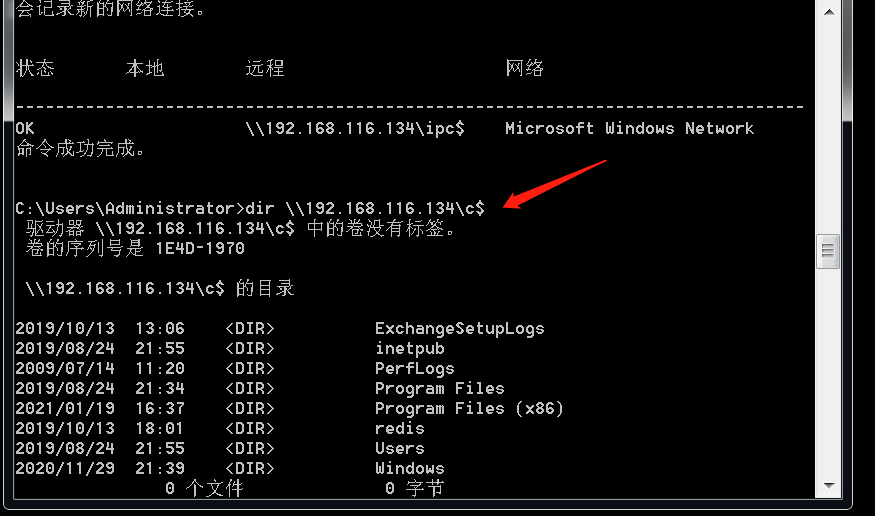 会记录新的网络连接。
状态 本地 远程 网络
-------------------------------------------------------------------------------
OK \\192.168.116.134\ipc$ Microsoft Windows Network
命令成功完成。
C:\Users\Administrator>dir \\192.168.116.134\c$
驱动器 \\192.168.116.134\c$ 中的卷没有标签。
卷的序列号是 1E4D-1970
\\192.168.116.134\c$ 的目录
2019/10/13 13:06 <DIR> ExchangeSetupLogs
2019/08/24 21:55 <DIR> inetpub
2009/07/14 11:20 <DIR> PerfLogs
2019/08/24 21:34 <DIR> Program Files
2021/01/19 16:37 <DIR> Program Files (x86)
2019/10/13 18:01 <DIR> redis
2019/08/24 21:55 <DIR> Users
2020/11/29 21:39 <DIR> Windows
0 个文件 0 字节